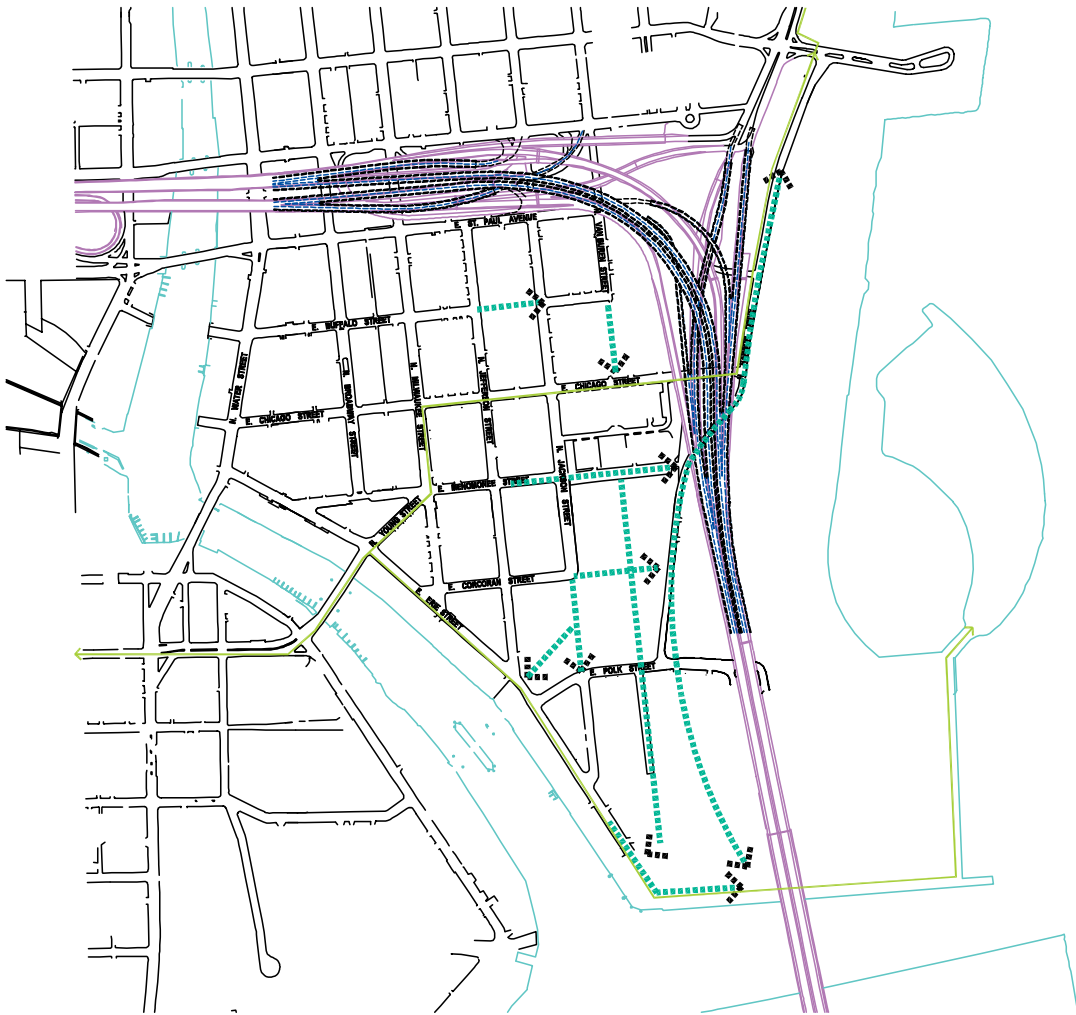 E. ST. PAUL AVENUE
N. VAN BUREN STREET
E. BUFFALO STREET
N. WATER STREET
N. BROADWAY STREET
N. MILWAUKEE STREET
N. JEFFERSON STREET
E. CHICAGO STREET
E. CHICAGO STREET
N. JACKSON STREET
E. MENOMONEE STREET
N. YOUNG STREET
E. CORCORAN STREET
E. ERIE STREET
E. POLK STREET